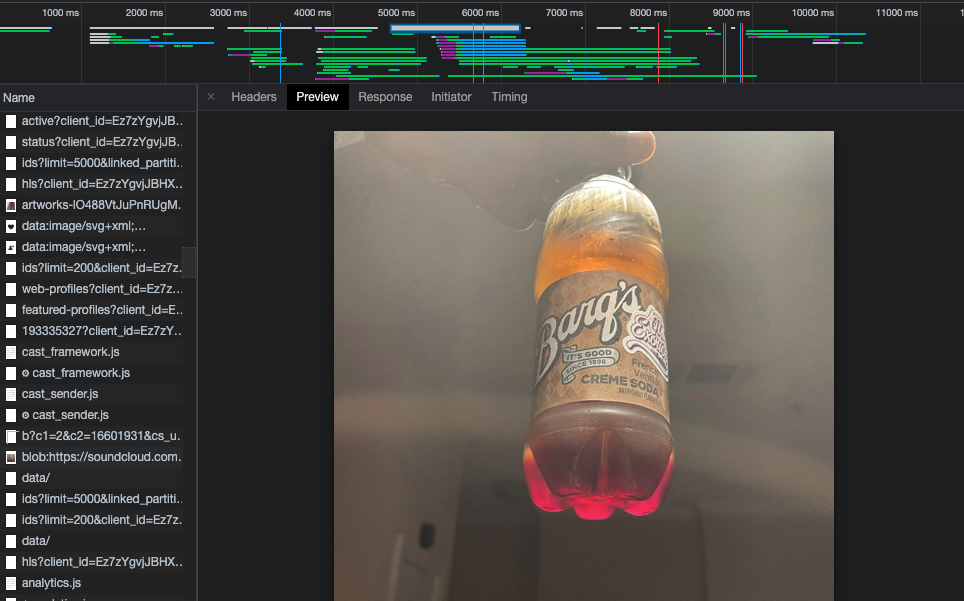 1000 ms 2000 ms 3000 ms 4000 ms 5000 ms 6000 ms 7000 ms 8000 ms 9000 ms 10000 ms 11000 ms
Name
× Headers Preview Response Initiator Timing
active?client_id=Ez7zYgvjJB...
status?client_id=Ez7zYgvjJB...
ids?limit=5000&linked_partiti...
hls?client_id=Ez7zYgvjJBHX...
artworks-IO488VtJuPnRUgM...
data:image/svg+xml;...
data:image/svg+xml;...
ids?limit=200&client_id=Ez7z...
web-profiles?client_id=Ez7z...
featured-profiles?client_id=E...
193335327?client_id=Ez7zY...
cast_framework.js
cast_framework.js
cast_sender.js
cast_sender.js
b?c1=2&c2=16601931&cs_u...
blob:https://soundcloud.com...
data/
ids?limit=5000&linked_partiti...
ids?limit=200&client_id=Ez7z...
data/
hls?client_id=Ez7zYgvjJBHX...
analytics.js
Barq's
IT'S GOOD
SINCE 1898
French
Vanilla
CRÈME SODA